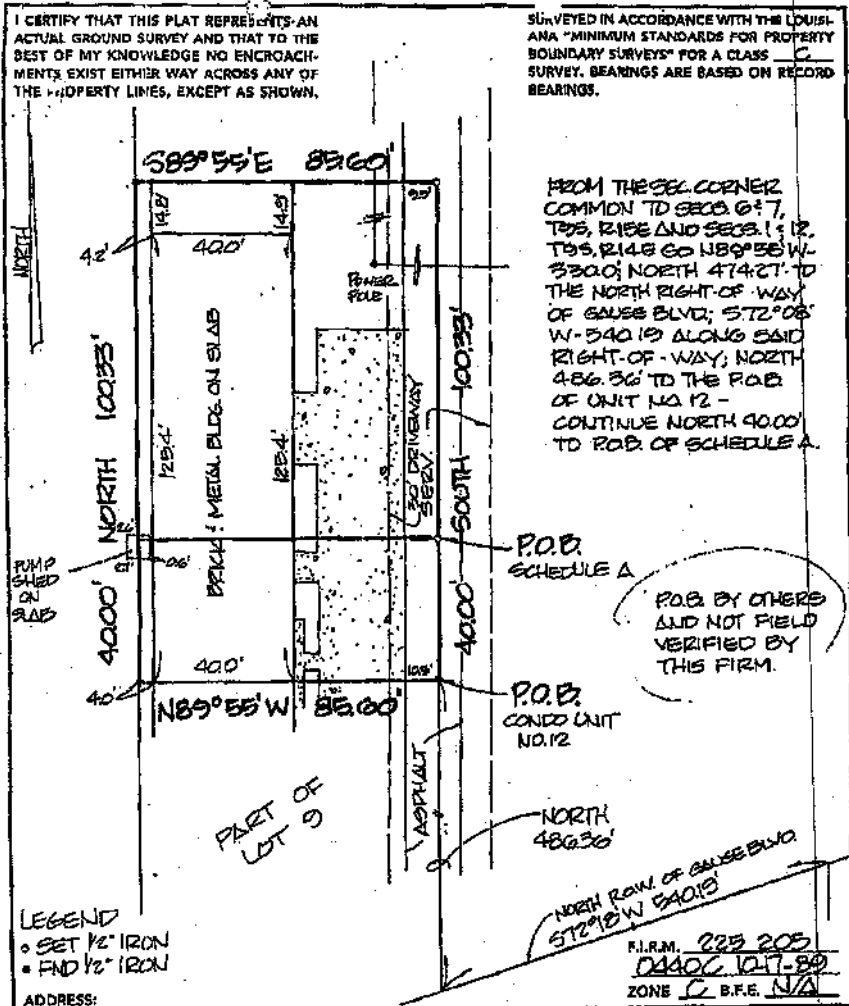 I CERTIFY THAT THIS PLAT REPRESENTS AN
ACTUAL GROUND SURVEY AND THAT TO THE
BEST OF MY KNOWLEDGE NO ENCROACH-
MENTS EXIST EITHER WAY ACROSS ANY OF
THE PROPERTY LINES, EXCEPT AS SHOWN.
SURVEYED IN ACCORDANCE WITH THE LOUISI-
ANA "MINIMUM STANDARDS FOR PROPERTY
BOUNDARY SURVEYS" FOR A CLASS C
SURVEY. BEARINGS ARE BASED ON RECORD
BEARINGS.
NORTH
S89°55'E 85.60'
14.8'
14.9'
9.5'
4.2'
40.0'
POWER
POLE
FROM THE SEC. CORNER
COMMON TO SECS. 6 & 7,
T9S, R15E AND SECS. 1 & 12,
T9S, R14E GO N89°55'W-
330.0'; NORTH 474.27' TO
THE NORTH RIGHT-OF-WAY
OF GAUSE BLVD; S72°08'
W-540.19 ALONG SAID
RIGHT-OF-WAY; NORTH
486.36' TO THE P.O.B.
OF UNIT NO. 12 -
CONTINUE NORTH 40.00'
TO P.O.B. OF SCHEDULE A.
NORTH 100.33'
125.4'
BRICK & METAL BLDG. ON SLAB
125.4'
30' DRIVEWAY
SERV.
SOUTH 100.33'
PUMP
SHED
ON
SLAB
0.6'
P.O.B.
SCHEDULE A
40.00'
40.00'
P.O.B. BY OTHERS
AND NOT FIELD
VERIFIED BY
THIS FIRM.
40.0'
4.0'
N89°55'W 85.60'
P.O.B.
CONDO UNIT
NO. 12
ASPHALT
PART OF
LOT 9
NORTH
486.36'
NORTH R.O.W. OF GAUSE BLVD.
S72°18'W 540.19'
LEGEND
SET 1/2" IRON
FND 1/2" IRON
F.I.R.M. 225 205
0440C 10-17-89
ZONE C B.F.E. N/A
ADDRESS: